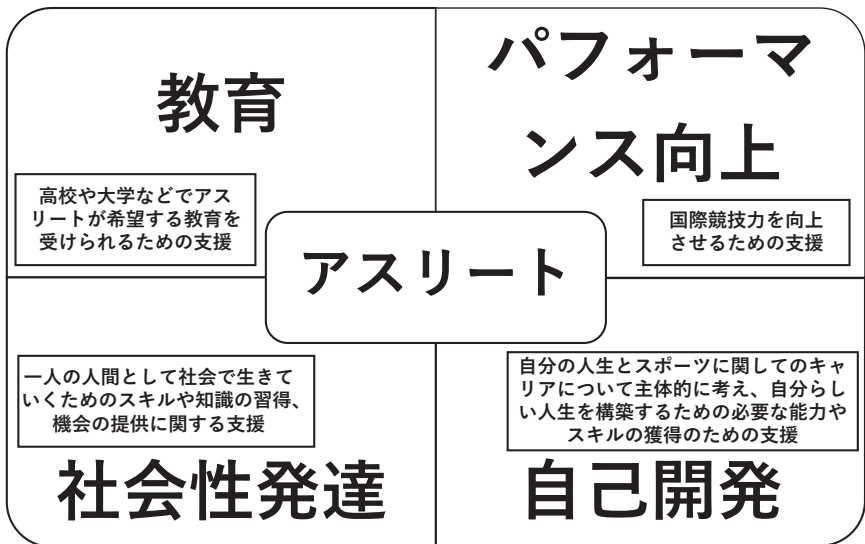 教育
高校や大学などでアス
リートが希望する教育を
受けられるための支援
パフォーマ
ンス向上
国際競技力を向上
させるための支援
アスリート
一人の人間として社会で生きて
いくためのスキルや知識の習得、
機会の提供に関する支援
社会性発達
自分の人生とスポーツに関してのキャ
リアについて主体的に考え、自分らし
い人生を構築するための必要な能力や
スキルの獲得のための支援
自己開発